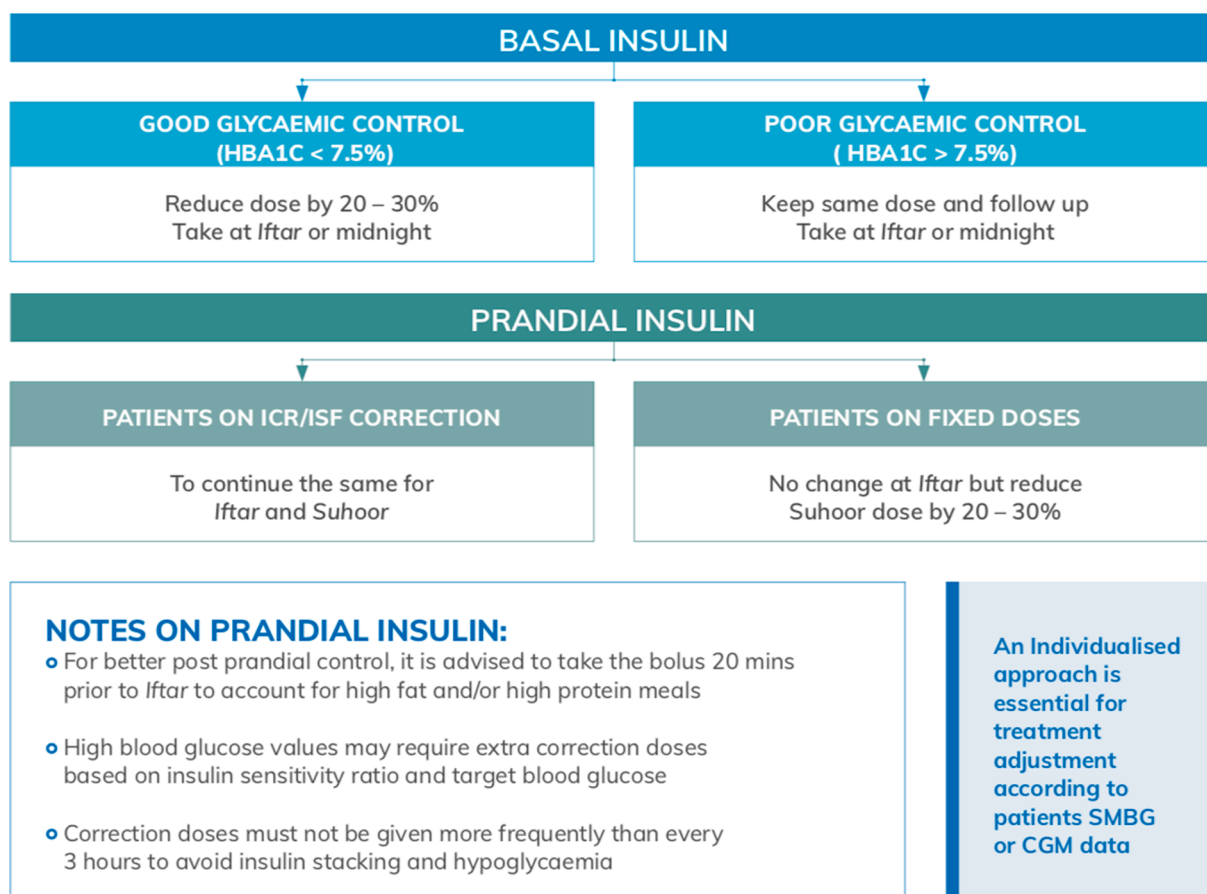 BASAL INSULIN
GOOD GLYCAEMIC CONTROL
(HBA1C < 7.5%)
Reduce dose by 20 – 30%
Take at Iftar or midnight
POOR GLYCAEMIC CONTROL
( HBA1C > 7.5%)
Keep same dose and follow up
Take at Iftar or midnight
PRANDIAL INSULIN
PATIENTS ON ICR/ISF CORRECTION
To continue the same for
Iftar and Suhoor
PATIENTS ON FIXED DOSES
No change at Iftar but reduce
Suhoor dose by 20 – 30%
NOTES ON PRANDIAL INSULIN:
For better post prandial control, it is advised to take the bolus 20 mins
prior to Iftar to account for high fat and/or high protein meals
High blood glucose values may require extra correction doses
based on insulin sensitivity ratio and target blood glucose
Correction doses must not be given more frequently than every
3 hours to avoid insulin stacking and hypoglycaemia
An Individualised
approach is
essential for
treatment
adjustment
according to
patients SMBG
or CGM data